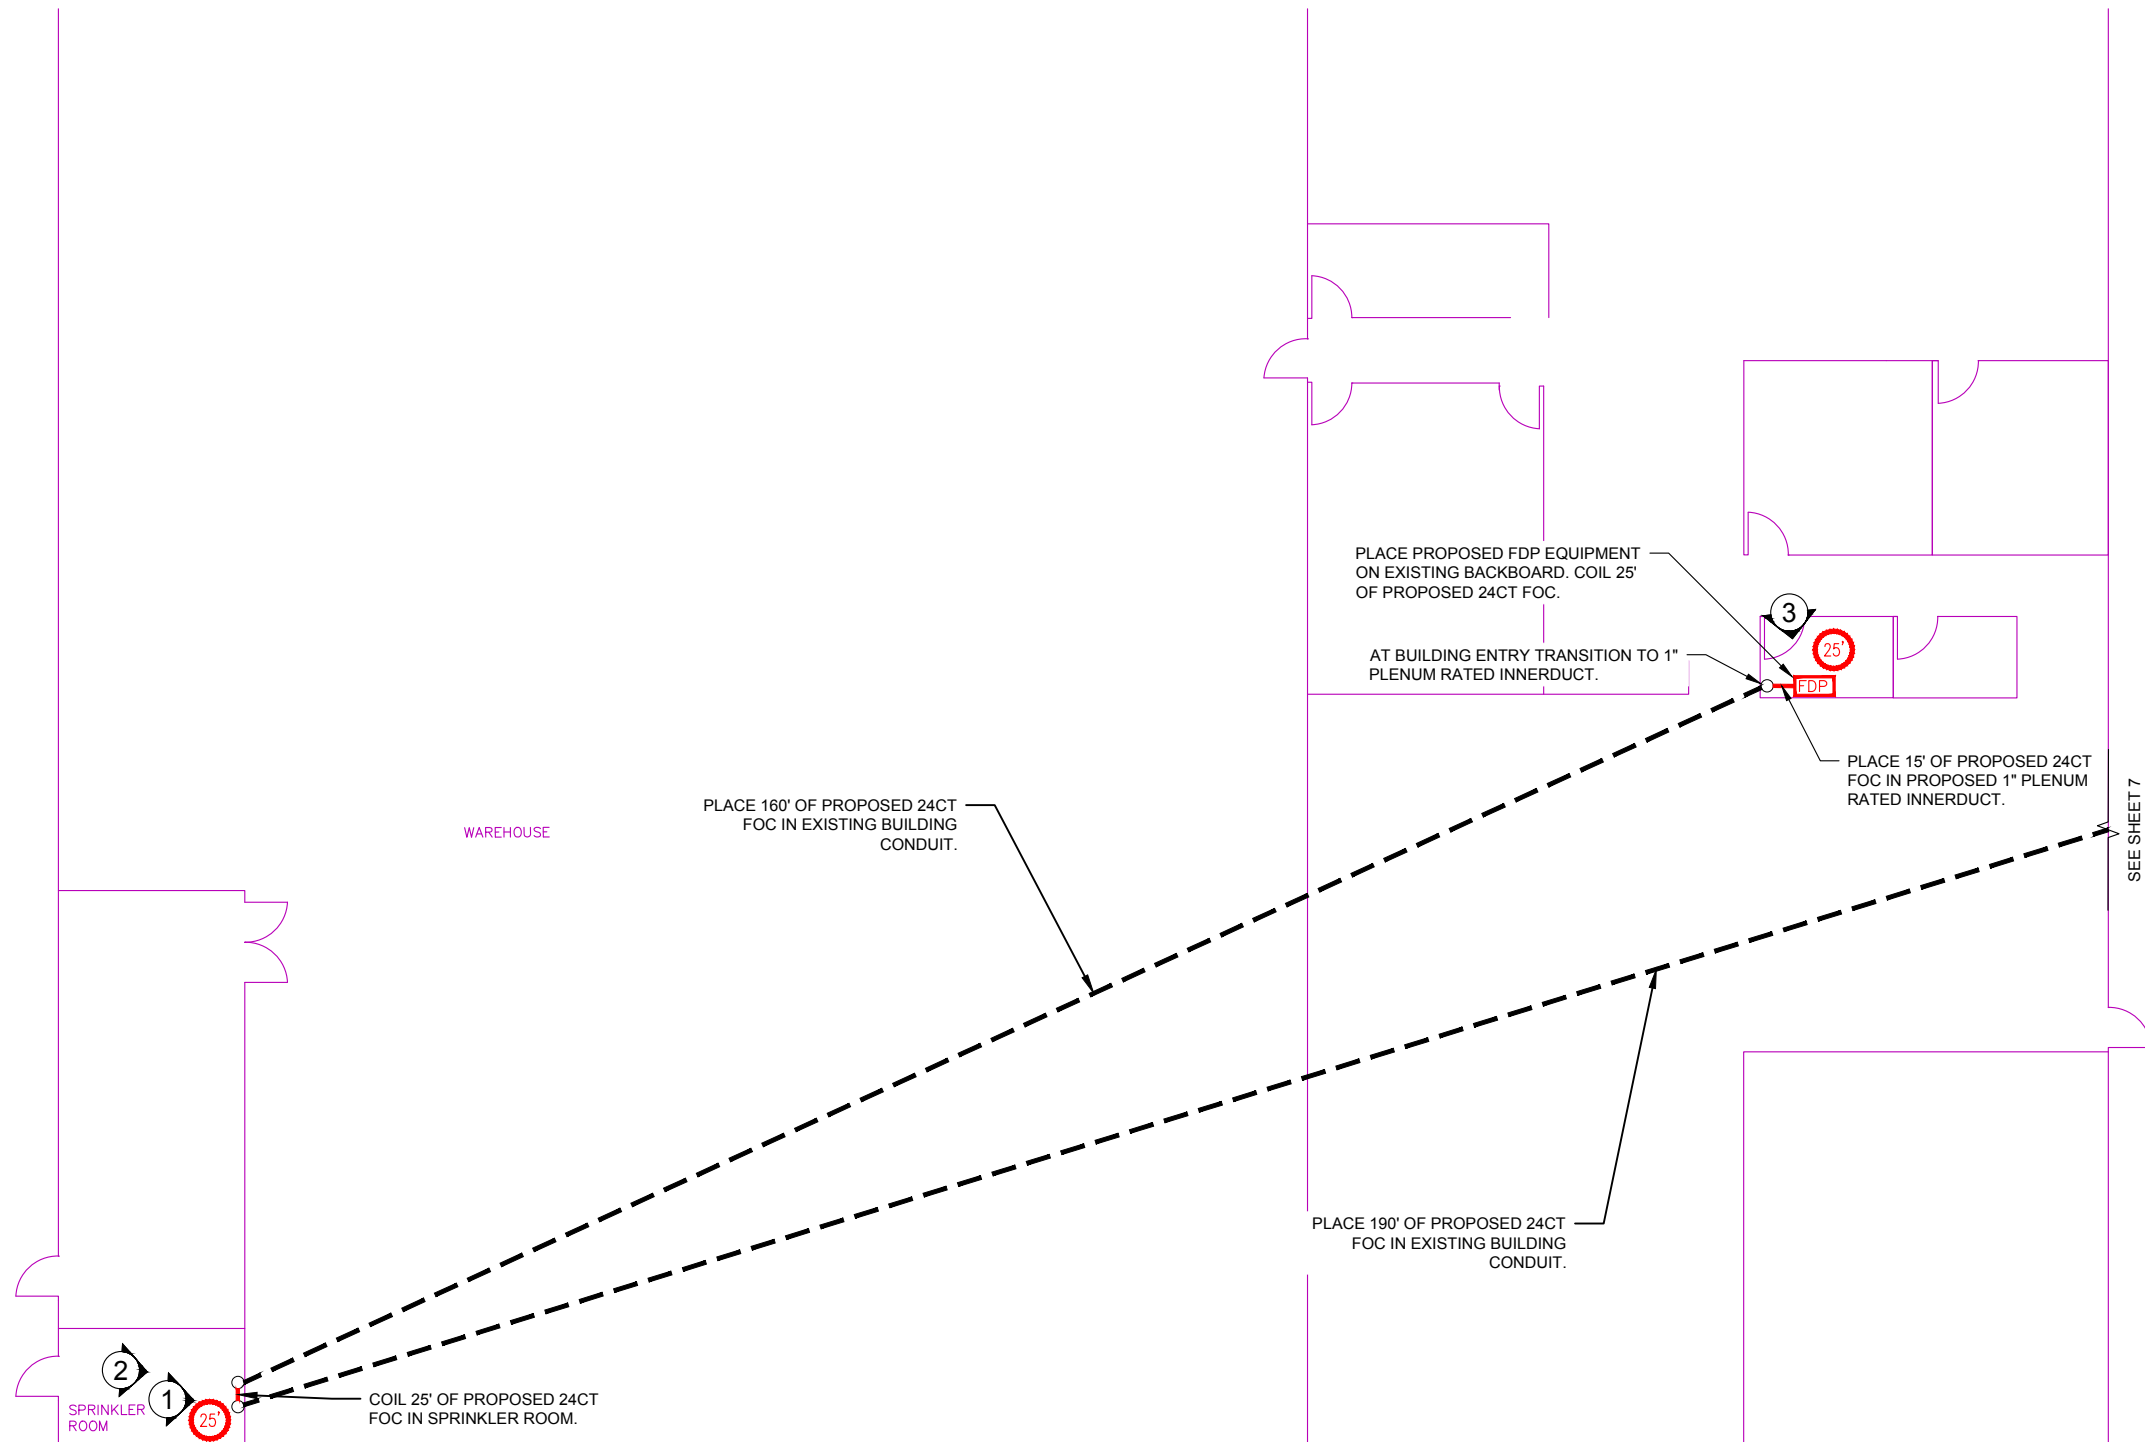 PLACE PROPOSED FDP EQUIPMENT
ON EXISTING BACKBOARD. COIL 25'
OF PROPOSED 24CT FOC.
3
25'
AT BUILDING ENTRY TRANSITION TO 1"
PLENUM RATED INNERDUCT.
FDP
PLACE 15' OF PROPOSED 24CT
FOC IN PROPOSED 1" PLENUM
RATED INNERDUCT.
SEE SHEET 7
PLACE 160' OF PROPOSED 24CT
FOC IN EXISTING BUILDING
CONDUIT.
WAREHOUSE
PLACE 190' OF PROPOSED 24CT
FOC IN EXISTING BUILDING
CONDUIT.
2
1
SPRINKLER
ROOM
25'
COIL 25' OF PROPOSED 24CT
FOC IN SPRINKLER ROOM.